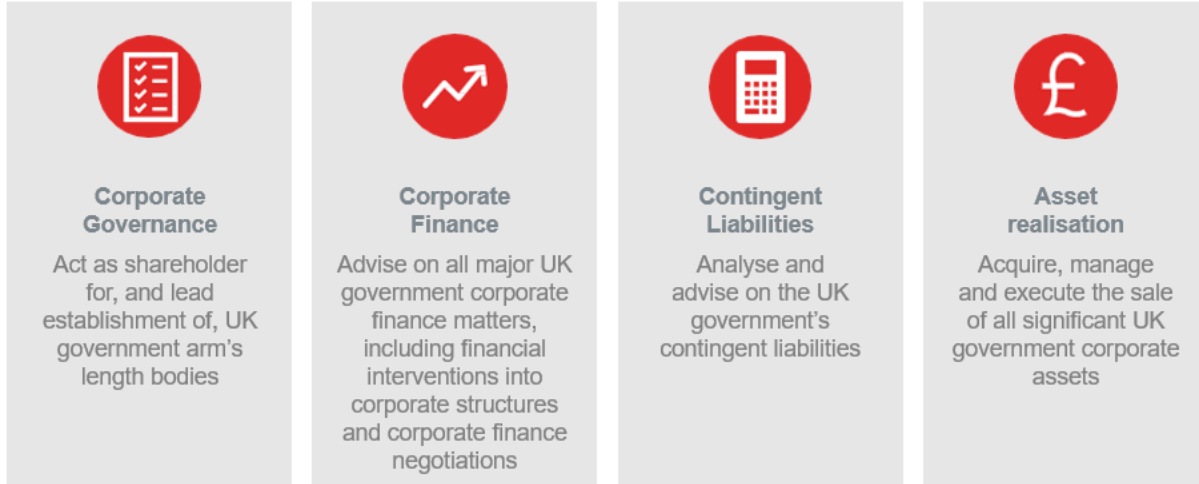 Corporate
Governance
Act as shareholder
for, and lead
establishment of, UK
government arm's
length bodies
Corporate
Finance
Advise on all major UK
government corporate
finance matters,
including financial
interventions into
corporate structures
and corporate finance
negotiations
Contingent
Liabilities
Analyse and
advise on the UK
government's
contingent liabilities
Asset
realisation
Acquire, manage
and execute the sale
of all significant UK
government corporate
assets